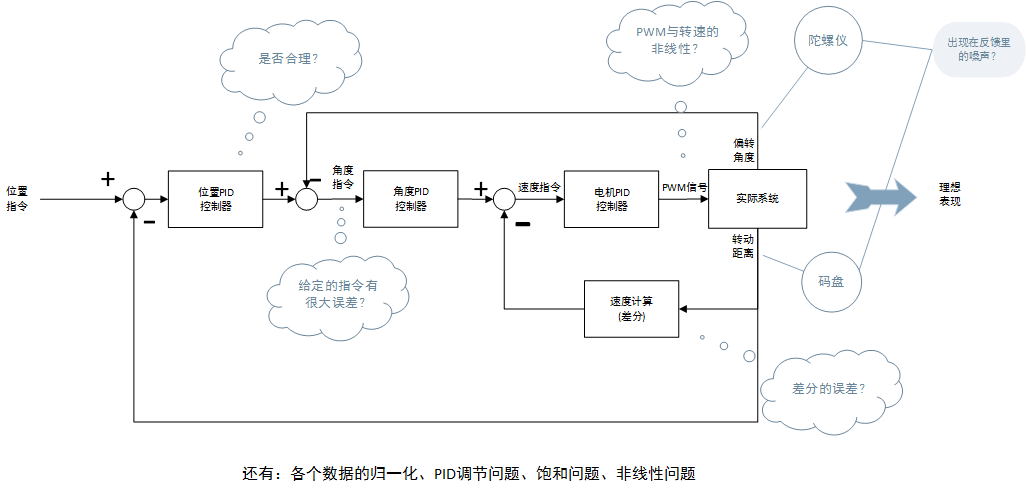 PWM与转速的
非线性？
陀螺仪
出现在反馈里
的噪声？
是否合理？
偏转
角度
角度
指令
位置
指令
+
位置PID
控制器
+
角度PID
控制器
+
速度指令
电机PID
控制器
PWM信号
实际系统
理想
表现
−
−
−
转动
距离
码盘
给定的指令有
很大误差？
速度计算
(差分)
差分的误差？
还有：各个数据的归一化、PID调节问题、饱和问题、非线性问题